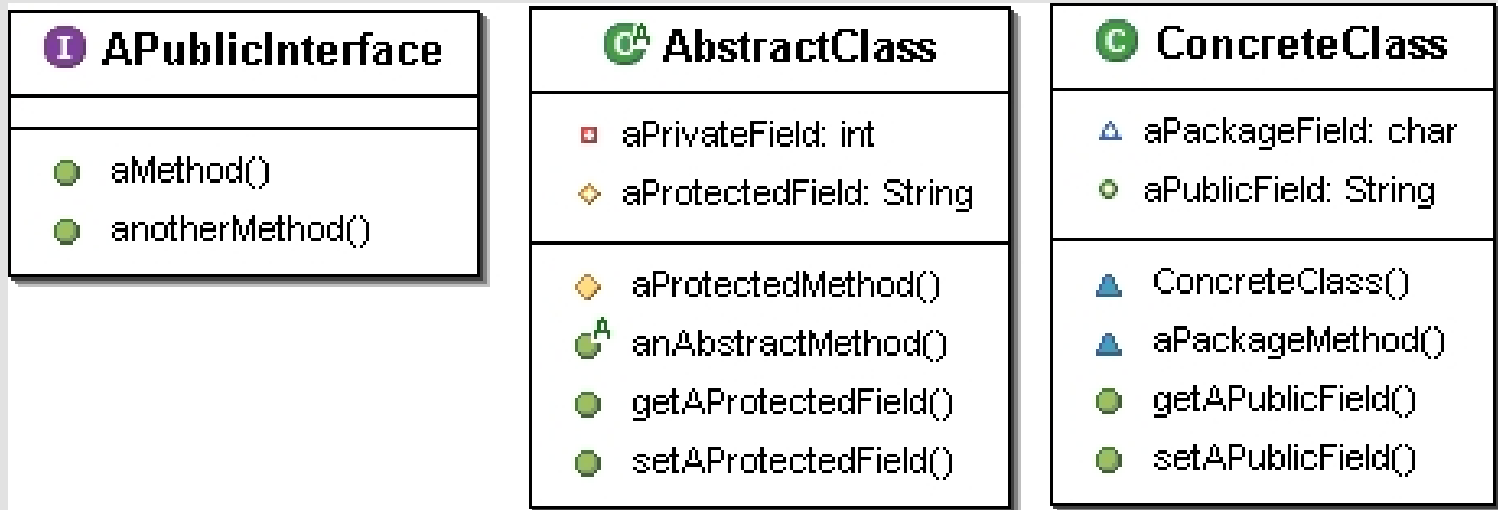 I APublicInterface
aMethod()
anotherMethod()
C A AbstractClass
aPrivateField: int
aProtectedField: String
aProtectedMethod()
A
anAbstractMethod()
getAProtectedField()
setAProtectedField()
C ConcreteClass
aPackageField: char
aPublicField: String
ConcreteClass()
aPackageMethod()
getAPublicField()
setAPublicField()